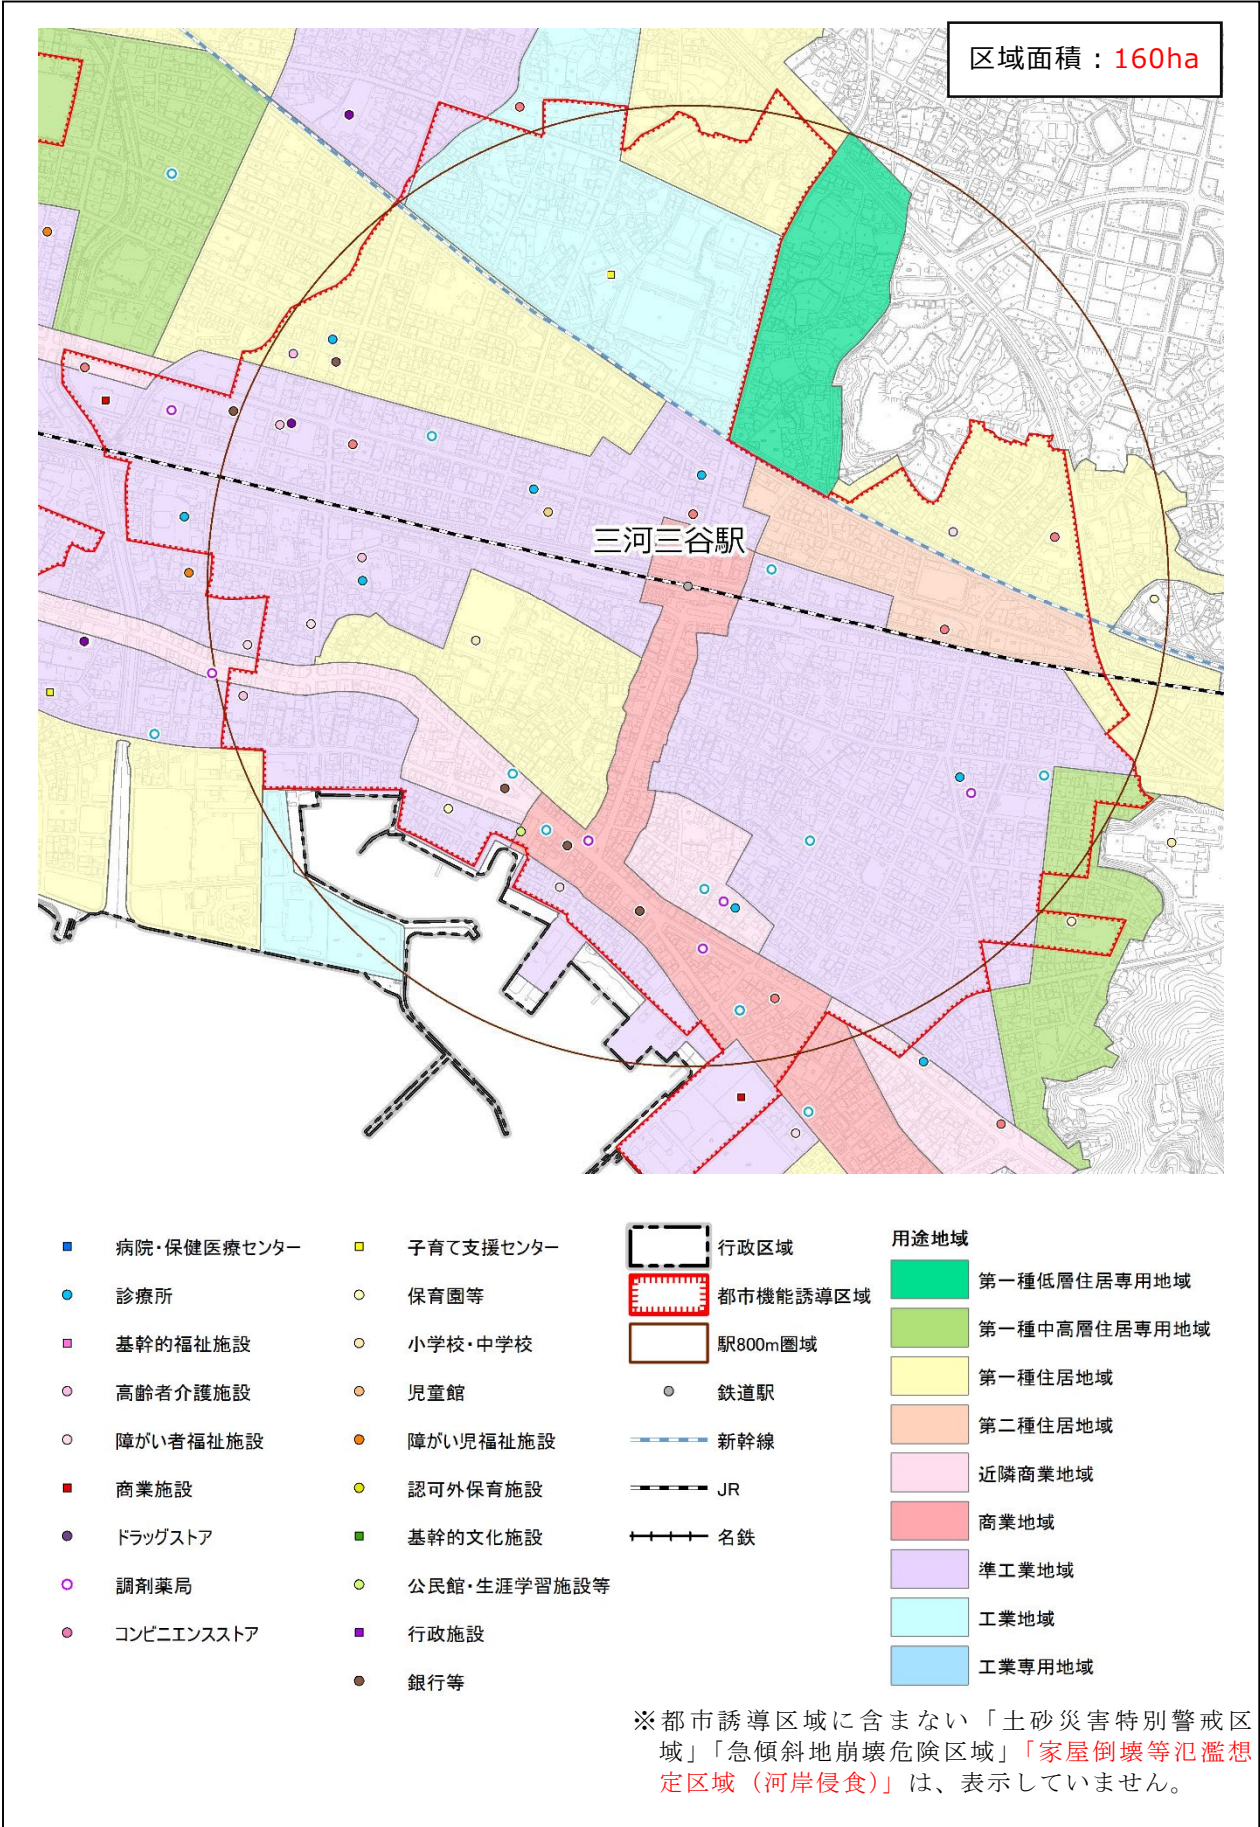 区域面積：160ha
三河三谷駅
病院・保健医療センター
診療所
基幹的福祉施設
高齢者介護施設
障がい者福祉施設
商業施設
ドラッグストア
調剤薬局
コンビニエンスストア
子育て支援センター
保育園等
小学校・中学校
児童館
障がい児福祉施設
認可外保育施設
基幹的文化施設
公民館・生涯学習施設等
行政施設
銀行等
行政区域
都市機能誘導区域
駅800m圏域
鉄道駅
新幹線
JR
名鉄
用途地域
第一種低層住居専用地域
第一種中高層住居専用地域
第一種住居地域
第二種住居地域
近隣商業地域
商業地域
準工業地域
工業地域
工業専用地域
※都市誘導区域に含まない「土砂災害特別警戒区
域」「急傾斜地崩壊危険区域」「家屋倒壊等氾濫想
定区域（河岸侵食）」は、表示していません。